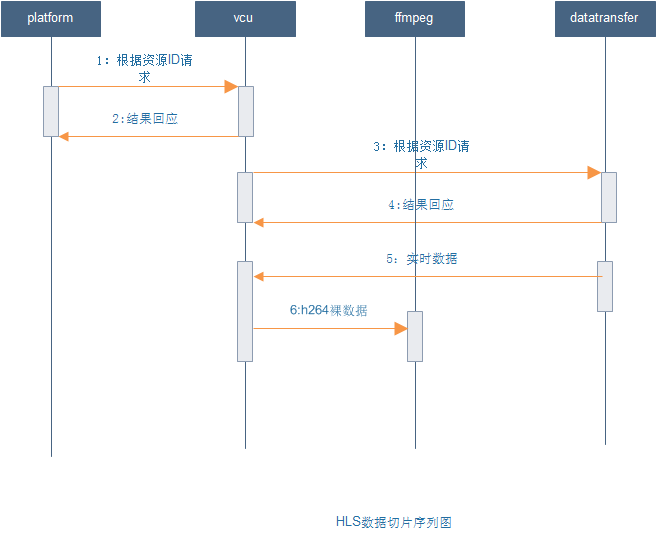 platform
vcu
ffmpeg
datatransfer
1：根据资源ID请
求
2:结果回应
3：根据资源ID请
求
4:结果回应
5：实时数据
6:h264裸数据
HLS数据切片序列图